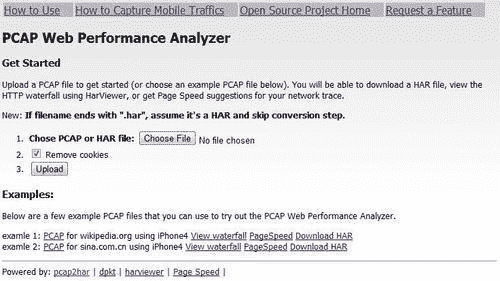 How to Use | How to Capture Mobile Traffics | Open Source Project Home | Request a Feature
PCAP Web Performance Analyzer
Get Started
Upload a PCAP file to get started (or choose an example PCAP file below). You will be able to download a HAR file, view the
HTTP waterfall using HarViewer, or get Page Speed suggestions for your network trace.
New: If filename ends with ".har", assume it's a HAR and skip conversion step.
1. Chose PCAP or HAR file: Choose File No file chosen
2. Remove cookies
3. Upload
Examples:
Below are a few example PCAP files that you can use to try out the PCAP Web Performance Analyzer.
examle 1: PCAP for wikipedia.org using iPhone4 View waterfall PageSpeed Download HAR
examle 2: PCAP for sina.com.cn using iPhone4 View waterfall PageSpeed Download HAR
Powered by: pcap2har | dpkt | harviewer | Page Speed |